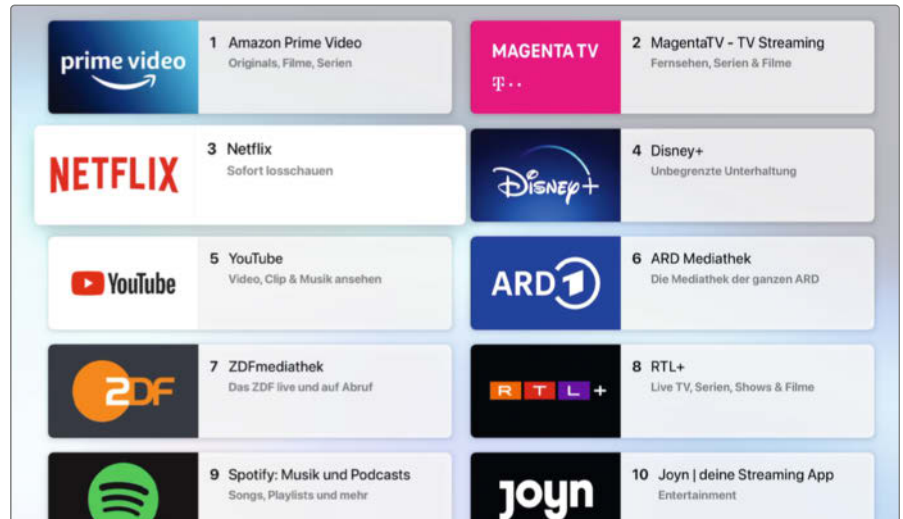 prime video
1 Amazon Prime Video
Originals, Filme, Serien
MAGENTA TV
T
2 MagentaTV - TV Streaming
Fernsehen, Serien & Filme
NETFLIX
3 Netflix
Sofort losschauen
Disney+
4 Disney+
Unbegrenzte Unterhaltung
YouTube
5 YouTube
Video, Clip & Musik ansehen
ARD 1
6 ARD Mediathek
Die Mediathek der ganzen ARD
ZDF
7 ZDFmediathek
Das ZDF live und auf Abruf
RTL+
8 RTL+
Live TV, Serien, Shows & Filme
9 Spotify: Musik und Podcasts
Songs, Playlists und mehr
joyn
10 Joyn | deine Streaming App
Entertainment